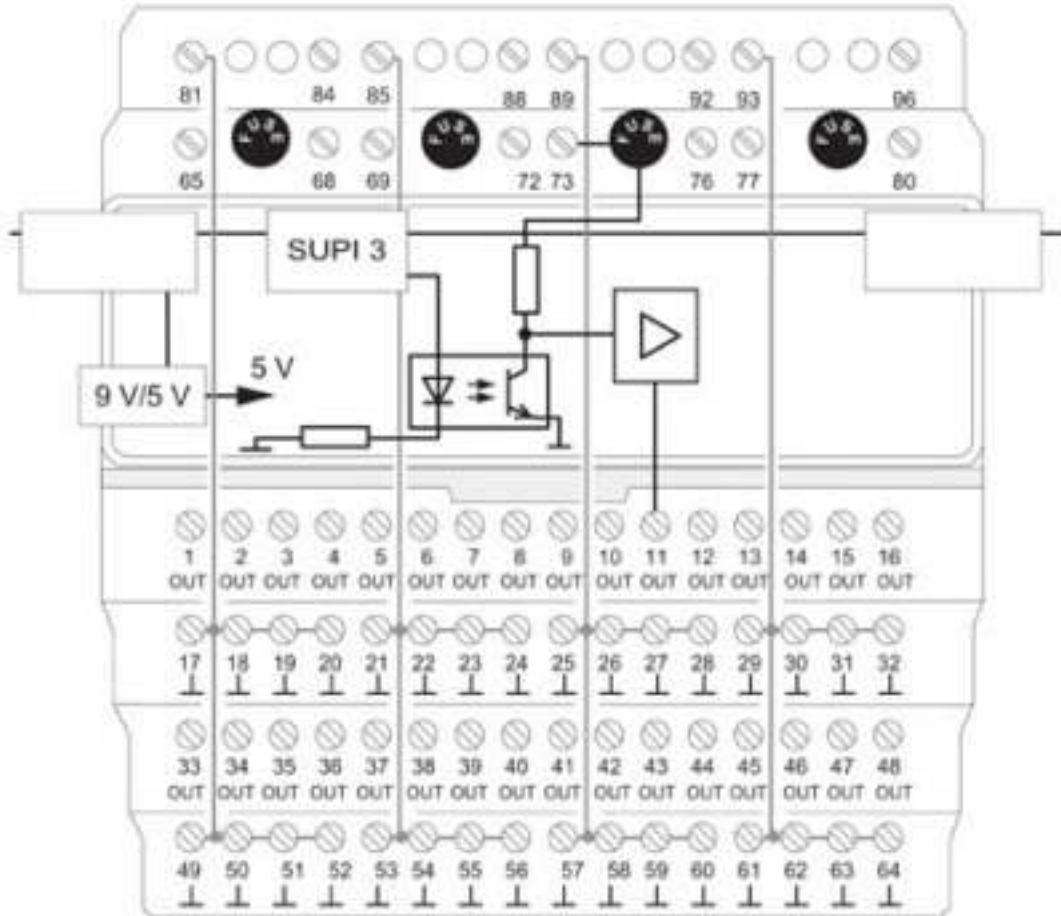 81 84 85 88 89 92 93 96
FUSE FUSE FUSE FUSE
65 68 69 72 73 76 77 80
SUPI 3
9 V/5 V
5 V
1 2 3 4 5 6 7 8 9 10 11 12 13 14 15 16
OUT OUT OUT OUT OUT OUT OUT OUT OUT OUT OUT OUT OUT OUT OUT OUT
17 18 19 20 21 22 23 24 25 26 27 28 29 30 31 32
33 34 35 36 37 38 39 40 41 42 43 44 45 46 47 48
OUT OUT OUT OUT OUT OUT OUT OUT OUT OUT OUT OUT OUT OUT OUT OUT
49 50 51 52 53 54 55 56 57 58 59 60 61 62 63 64